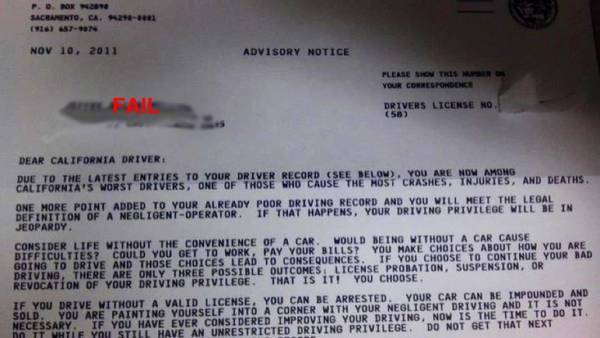 P. O. BOX 942890
SACRAMENTO, CA. 94290-0001
(916) 657-9074
NOV 10, 2011 ADVISORY NOTICE
PLEASE SHOW THIS NUMBER ON
YOUR CORRESPONDENCE
DRIVERS LICENSE NO.
(5B)
FAIL
DEAR CALIFORNIA DRIVER:
DUE TO THE LATEST ENTRIES TO YOUR DRIVER RECORD (SEE BELOW), YOU ARE NOW AMONG
CALIFORNIA'S WORST DRIVERS, ONE OF THOSE WHO CAUSE THE MOST CRASHES, INJURIES, AND DEATHS.
ONE MORE POINT ADDED TO YOUR ALREADY POOR DRIVING RECORD AND YOU WILL MEET THE LEGAL
DEFINITION OF A NEGLIGENT-OPERATOR. IF THAT HAPPENS, YOUR DRIVING PRIVILEGE WILL BE IN
JEOPARDY.
CONSIDER LIFE WITHOUT THE CONVENIENCE OF A CAR. WOULD BEING WITHOUT A CAR CAUSE
DIFFICULTIES? COULD YOU GET TO WORK, PAY YOUR BILLS? YOU MAKE CHOICES ABOUT HOW YOU ARE
GOING TO DRIVE AND THOSE CHOICES LEAD TO CONSEQUENCES. IF YOU CHOOSE TO CONTINUE YOUR BAD
DRIVING, THERE ARE ONLY THREE POSSIBLE OUTCOMES: LICENSE PROBATION, SUSPENSION, OR
REVOCATION OF YOUR DRIVING PRIVILEGE. THAT IS IT! YOU CHOOSE.
IF YOU DRIVE WITHOUT A VALID LICENSE, YOU CAN BE ARRESTED. YOUR CAR CAN BE IMPOUNDED AND
SOLD. YOU ARE PAINTING YOURSELF INTO A CORNER WITH YOUR NEGLIGENT DRIVING AND IT IS NOT
NECESSARY. IF YOU HAVE EVER CONSIDERED IMPROVING YOUR DRIVING, NOW IS THE TIME TO DO IT.
DO IT WHILE YOU STILL HAVE AN UNRESTRICTED DRIVING PRIVILEGE. DO NOT GET THAT NEXT